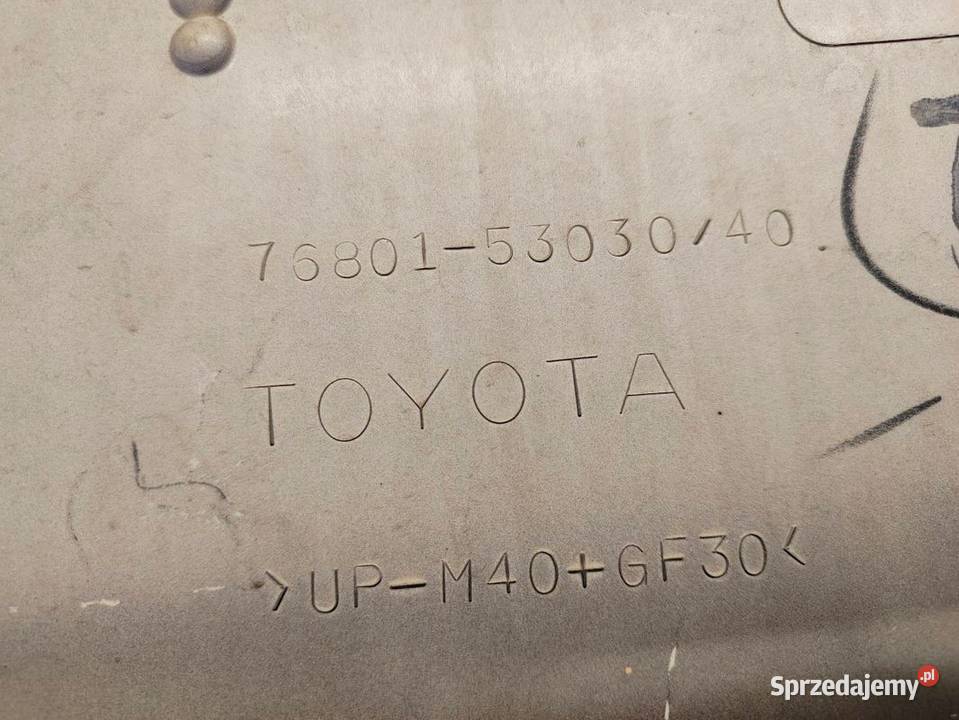 76801-53030/40
TOYOTA
>UP-M40+GF30<
Sprzedajemy.pl